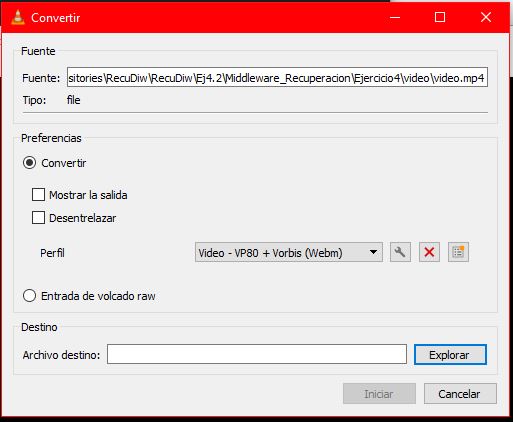 Convertir
Fuente
Fuente: sitories\RecuDiw\RecuDiw\Ej4.2\Middleware_Recuperacion\Ejercicio4\video\video.mp4
Tipo: file
Preferencias
Convertir
Mostrar la salida
Desentrelazar
Perfil Video - VP80 + Vorbis (Webm)
Entrada de volcado raw
Destino
Archivo destino: Explorar
Iniciar Cancelar